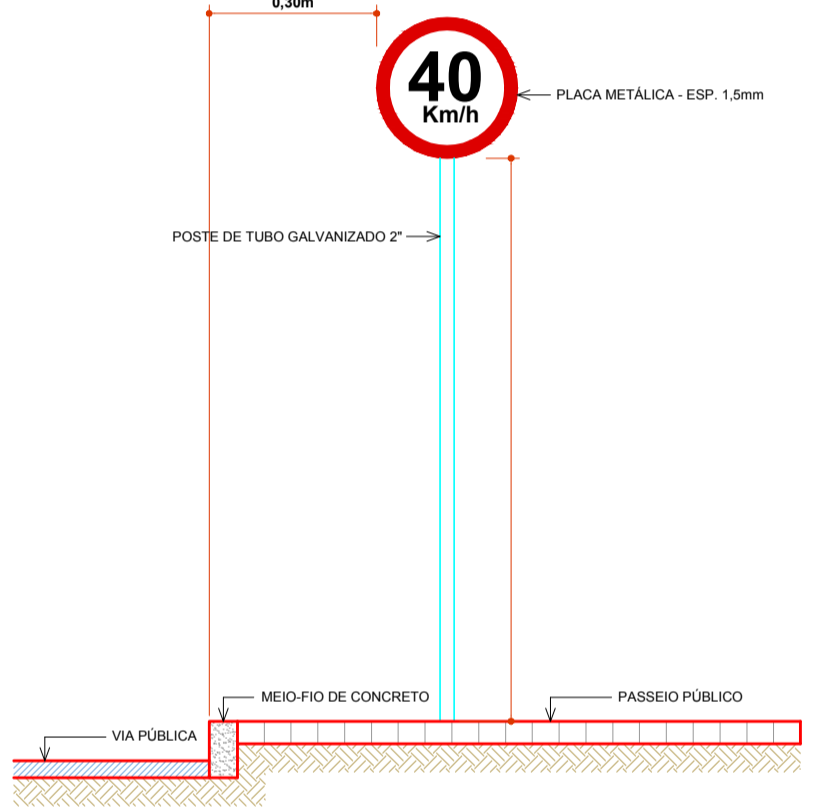 0,30m
40
Km/h
PLACA METÁLICA - ESP. 1,5mm
POSTE DE TUBO GALVANIZADO 2"
MEIO-FIO DE CONCRETO
PASSEIO PÚBLICO
VIA PÚBLICA